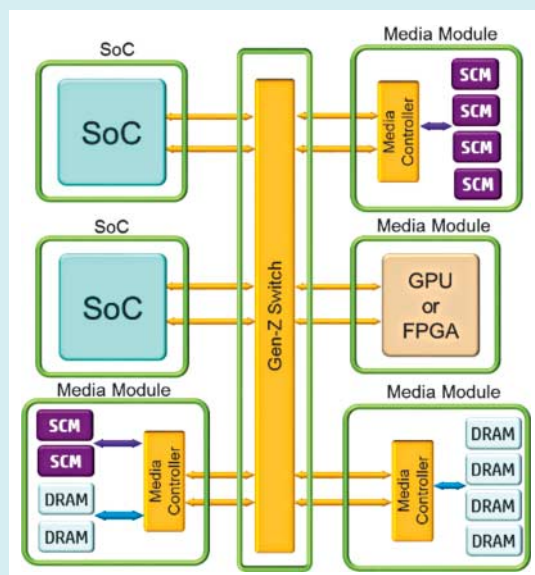 SoC
SoC
Media Module
Media
Controller
SCM
SCM
SCM
SCM
Gen-Z Switch
SoC
SoC
Media Module
GPU
or
FPGA
Media Module
SCM
SCM
DRAM
DRAM
Media
Controller
Media Module
Media
Controller
DRAM
DRAM
DRAM
DRAM